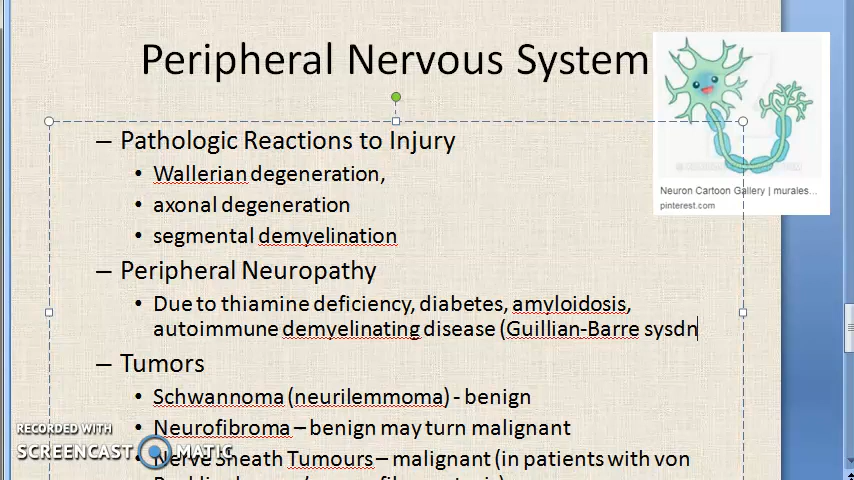 Peripheral Nervous System
– Pathologic Reactions to Injury
• Wallerian degeneration,
• axonal degeneration
• segmental demyelination
– Peripheral Neuropathy
• Due to thiamine deficiency, diabetes, amyloidosis,
autoimmune demyelinating disease (Guillian-Barre sysdn
– Tumors
• Schwannoma (neurilemmoma) - benign
• Neurofibroma – benign may turn malignant
• Nerve Sheath Tumours – malignant (in patients with von
Neuron Cartoon Gallery | murales...
pinterest.com
RECORDED WITH
SCREENCAST MATIC